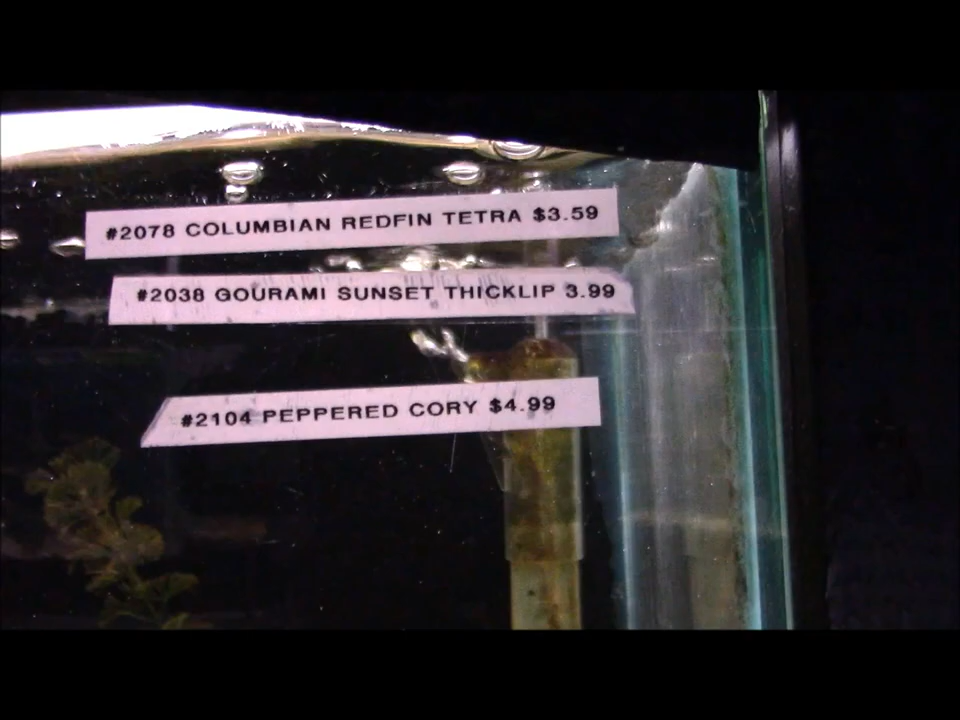 #2078 COLUMBIAN REDFIN TETRA $3.59
#2038 GOURAMI SUNSET THICKLIP 3.99
#2104 PEPPERED CORY $4.99